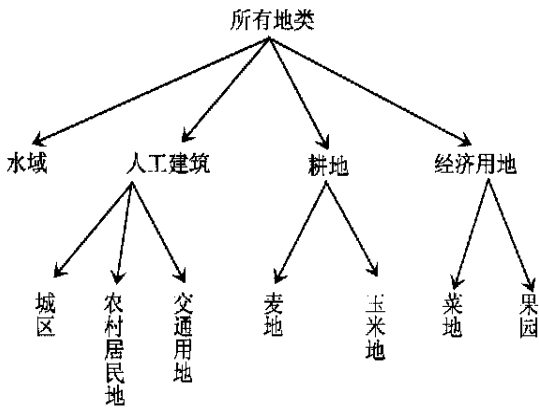 所有地类
水域
人工建筑
耕地
经济用地
城区
农村居民地
交通用地
麦地
玉米地
菜地
果园